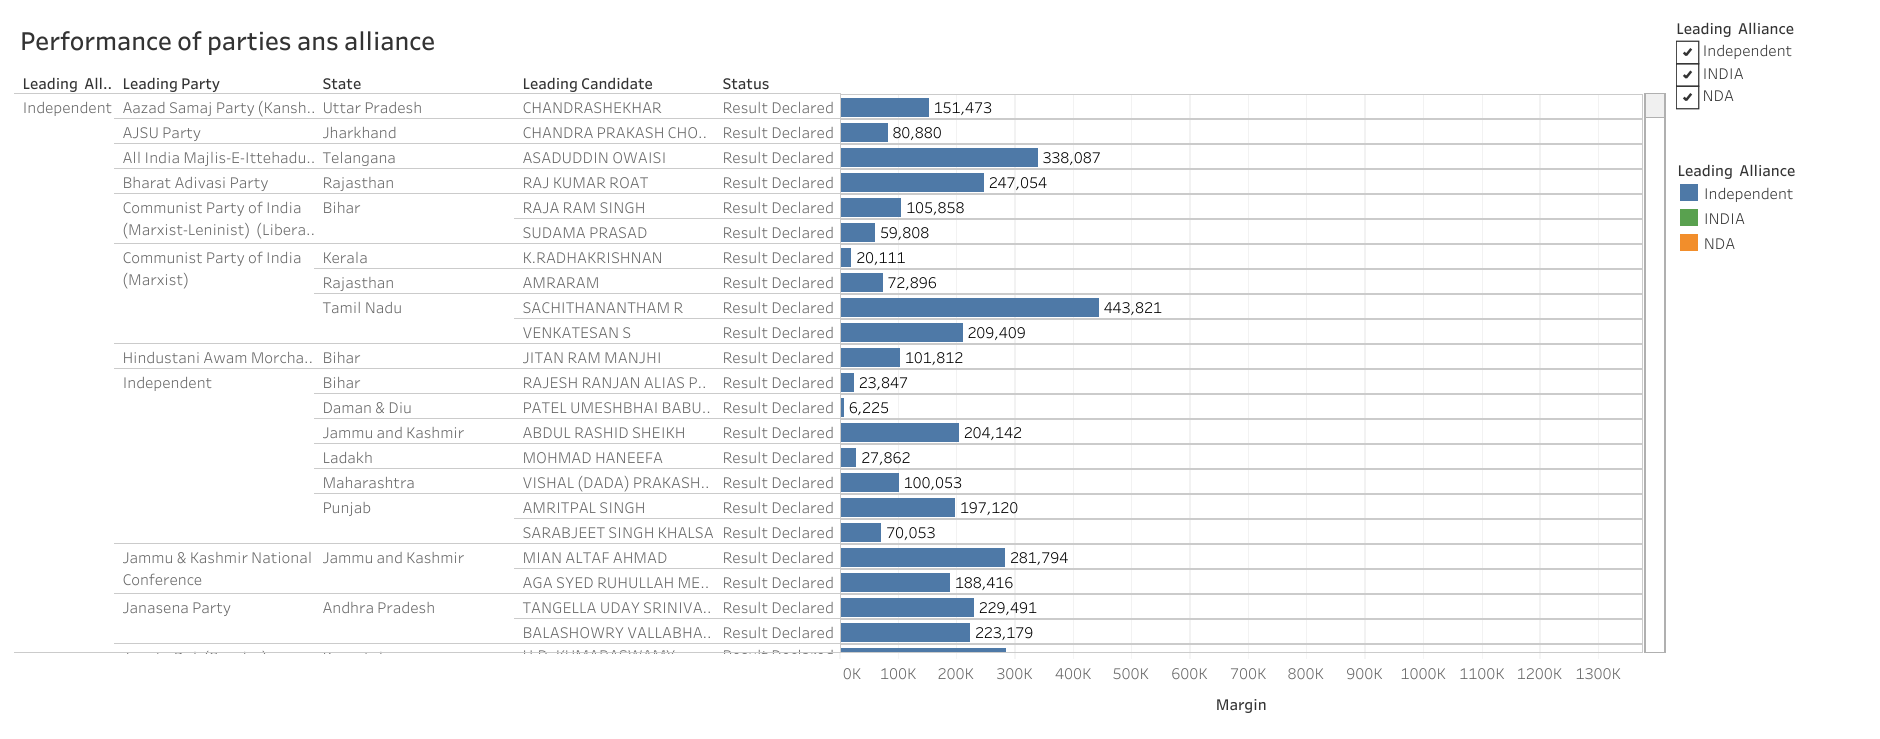 Performance of parties ans alliance
Leading All.. Leading Party State Leading Candidate Status
Independent Aazad Samaj Party (Kansh.. Uttar Pradesh CHANDRASHEKHAR Result Declared 151,473
AJSU Party Jharkhand CHANDRA PRAKASH CHO.. Result Declared 80,880
All India Majlis-E-Ittehadu.. Telangana ASADUDDIN OWAISI Result Declared 338,087
Bharat Adivasi Party Rajasthan RAJ KUMAR ROAT Result Declared 247,054
Communist Party of India Bihar RAJA RAM SINGH Result Declared 105,858
(Marxist-Leninist) (Libera.. SUDAMA PRASAD Result Declared 59,808
Communist Party of India Kerala K.RADHAKRISHNAN Result Declared 20,111
(Marxist) Rajasthan AMRARAM Result Declared 72,896
Tamil Nadu SACHITHANANTHAM R Result Declared 443,821
VENKATESAN S Result Declared 209,409
Hindustani Awam Morcha.. Bihar JITAN RAM MANJHI Result Declared 101,812
Independent Bihar RAJESH RANJAN ALIAS P.. Result Declared 23,847
Daman & Diu PATEL UMESHBHAI BABU.. Result Declared 6,225
Jammu and Kashmir ABDUL RASHID SHEIKH Result Declared 204,142
Ladakh MOHMAD HANEEFA Result Declared 27,862
Maharashtra VISHAL (DADA) PRAKASH.. Result Declared 100,053
Punjab AMRITPAL SINGH Result Declared 197,120
SARABJEET SINGH KHALSA Result Declared 70,053
Jammu & Kashmir National Jammu and Kashmir MIAN ALTAF AHMAD Result Declared 281,794
Conference AGA SYED RUHULLAH ME.. Result Declared 188,416
Janasena Party Andhra Pradesh TANGELLA UDAY SRINIVA.. Result Declared 229,491
BALASHOWRY VALLABHA.. Result Declared 223,179
0K 100K 200K 300K 400K 500K 600K 700K 800K 900K 1000K 1100K 1200K 1300K
Margin
Leading Alliance
Independent
INDIA
NDA
Leading Alliance
Independent
INDIA
NDA